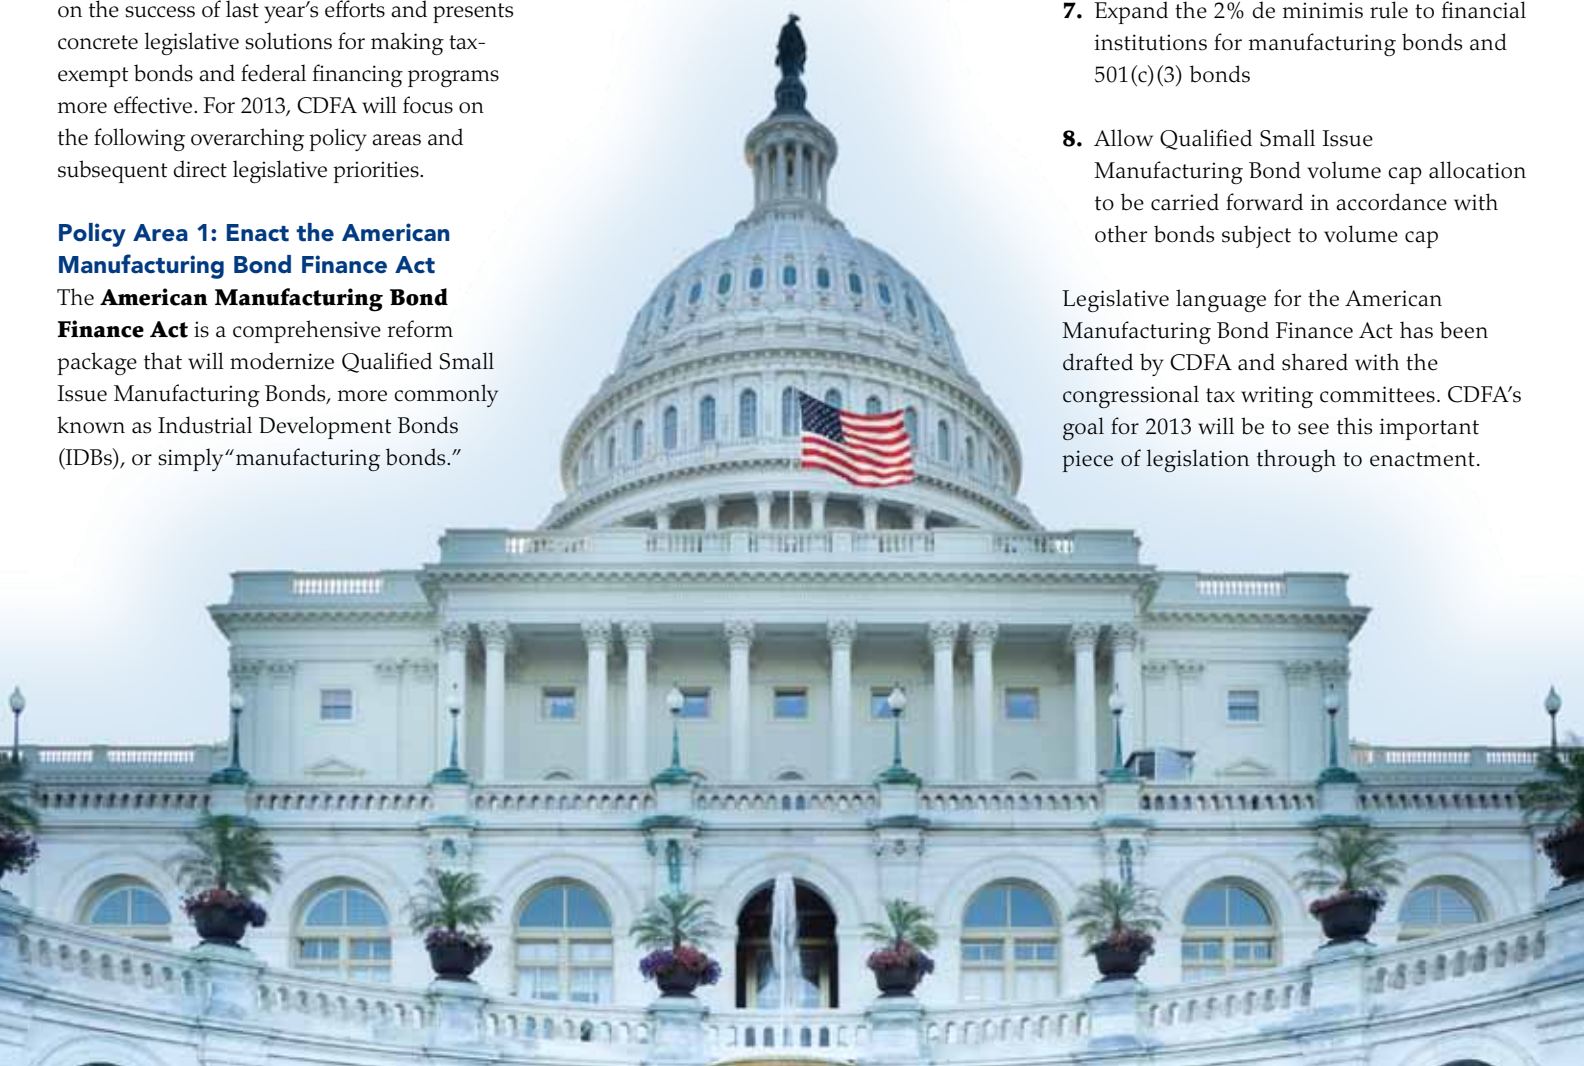 on the success of last year's efforts and presents
concrete legislative solutions for making tax-
exempt bonds and federal financing programs
more effective. For 2013, CDFA will focus on
the following overarching policy areas and
subsequent direct legislative priorities.
Policy Area 1: Enact the American
Manufacturing Bond Finance Act
The American Manufacturing Bond
Finance Act is a comprehensive reform
package that will modernize Qualified Small
Issue Manufacturing Bonds, more commonly
known as Industrial Development Bonds
(IDBs), or simply “manufacturing bonds.”
7. Expand the 2% de minimis rule to financial
institutions for manufacturing bonds and
501(c)(3) bonds
8. Allow Qualified Small Issue
Manufacturing Bond volume cap allocation
to be carried forward in accordance with
other bonds subject to volume cap
Legislative language for the American
Manufacturing Bond Finance Act has been
drafted by CDFA and shared with the
congressional tax writing committees. CDFA's
goal for 2013 will be to see this important
piece of legislation through to enactment.